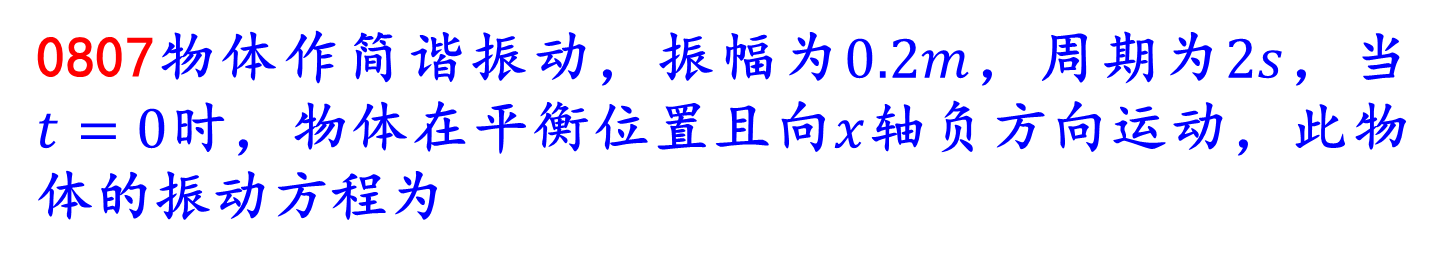 0807物体作简谐振动，振幅为0.2m，周期为2s，当
t = 0时，物体在平衡位置且向x轴负方向运动，此物
体的振动方程为